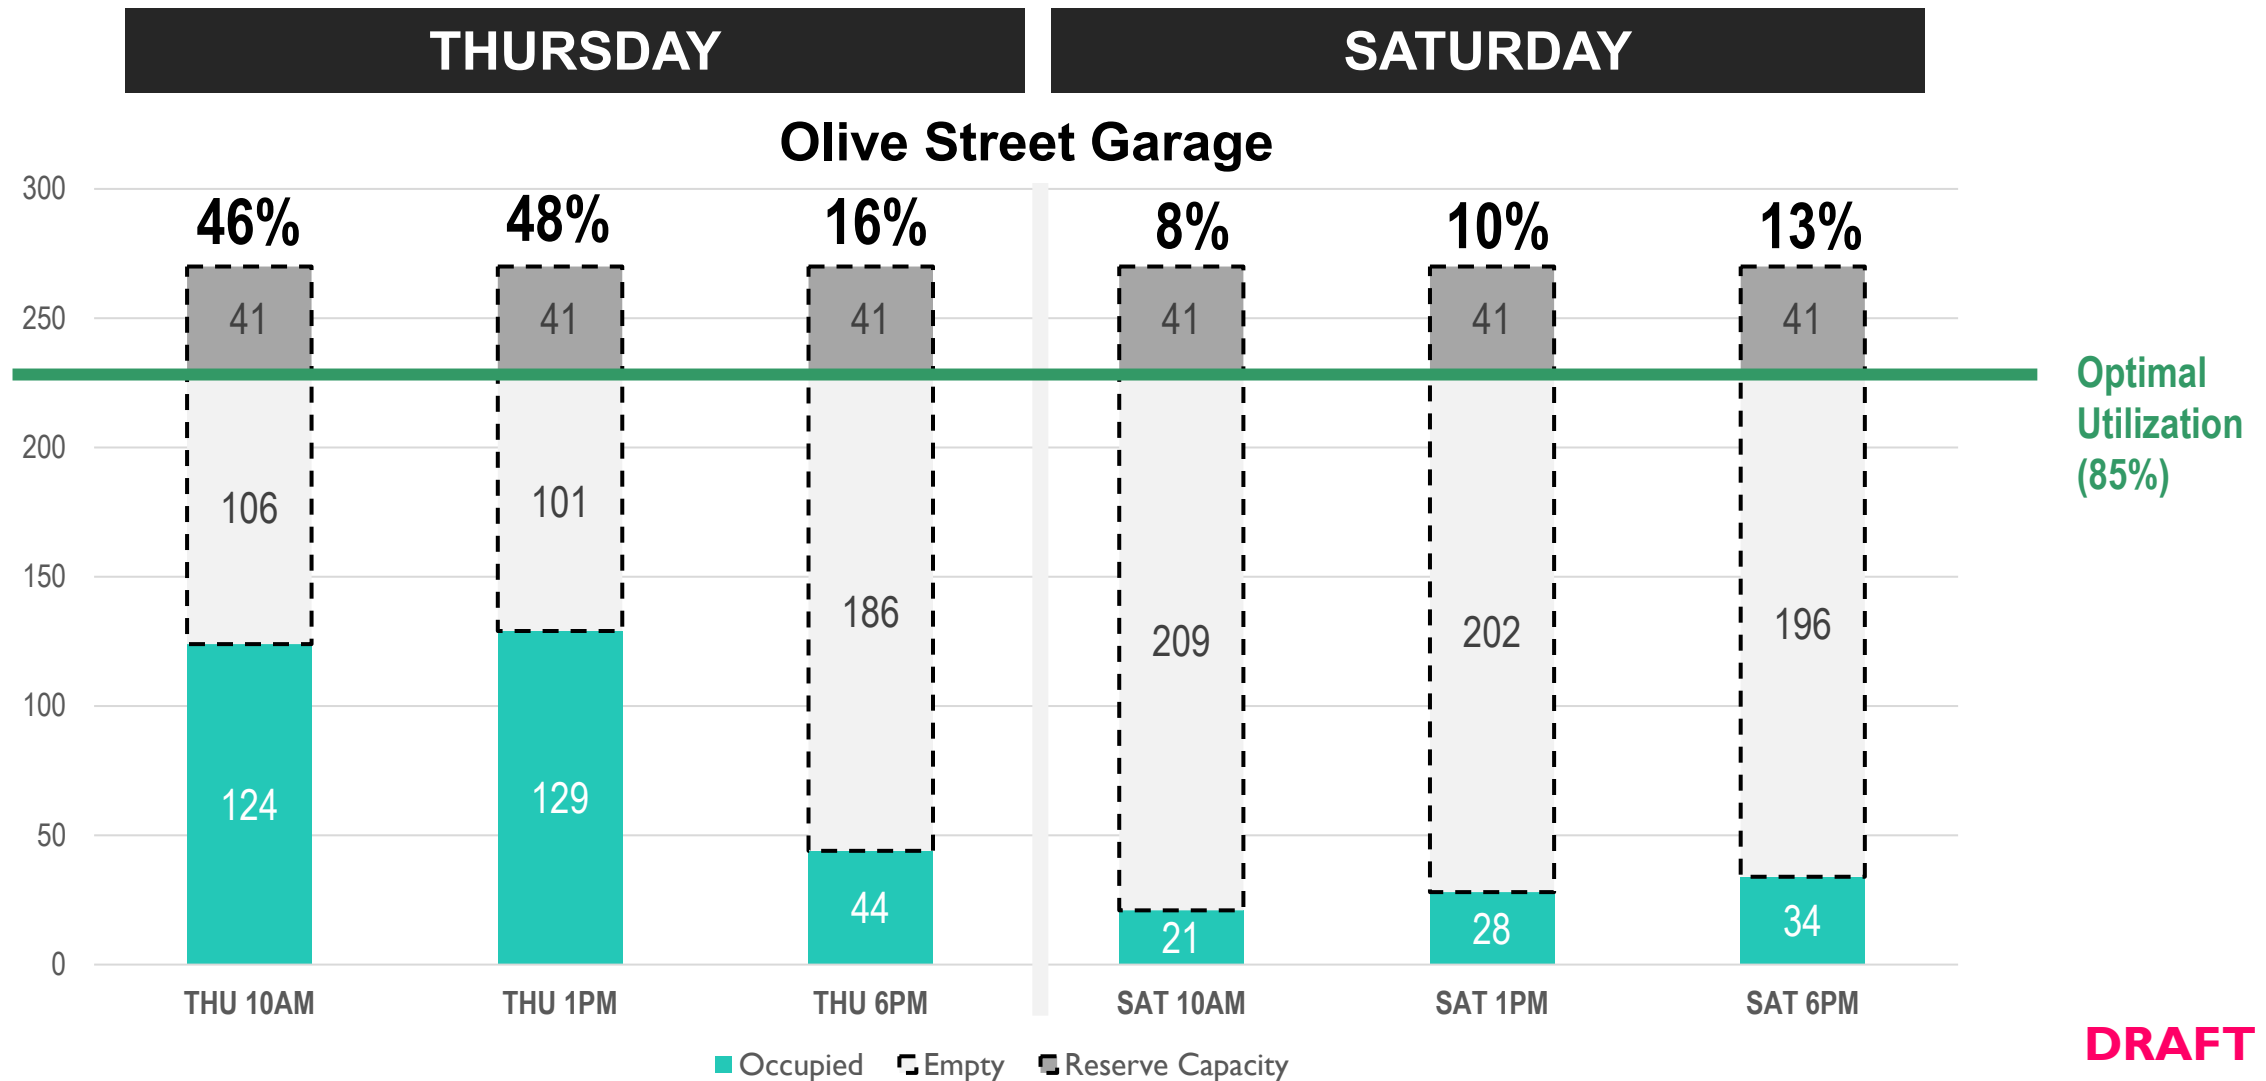 THURSDAY SATURDAY
Olive Street Garage
300
46% 48% 16% 8% 10% 13%
41 41 41 41 41 41
250
Optimal
Utilization
(85%)
200
106 101 186 209 202 196
150
100
124 129 44 21 28 34
50
0
THU 10AM THU 1PM THU 6PM SAT 10AM SAT 1PM SAT 6PM
Occupied Empty Reserve Capacity
DRAFT